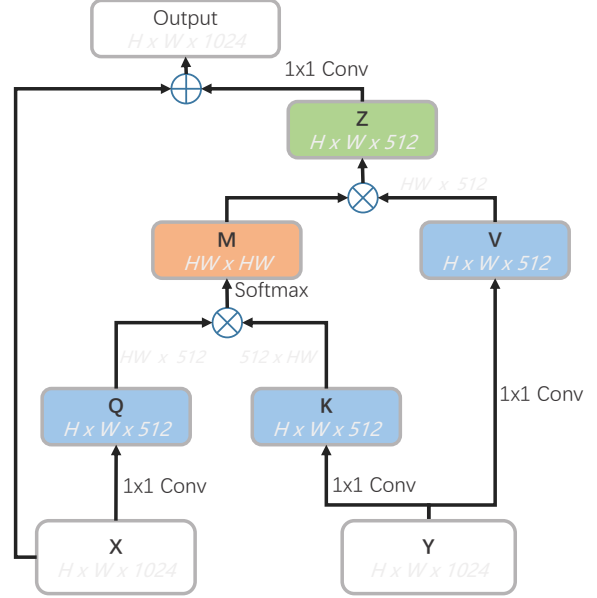 Output
H x W x 1024
1x1 Conv
Z
H x W x 512
HW x 512
M
HW x HW
V
H x W x 512
Softmax
HW x 512
512 x HW
Q
H x W x 512
K
H x W x 512
1x1 Conv
1x1 Conv
1x1 Conv
X
H x W x 1024
Y
H x W x 1024